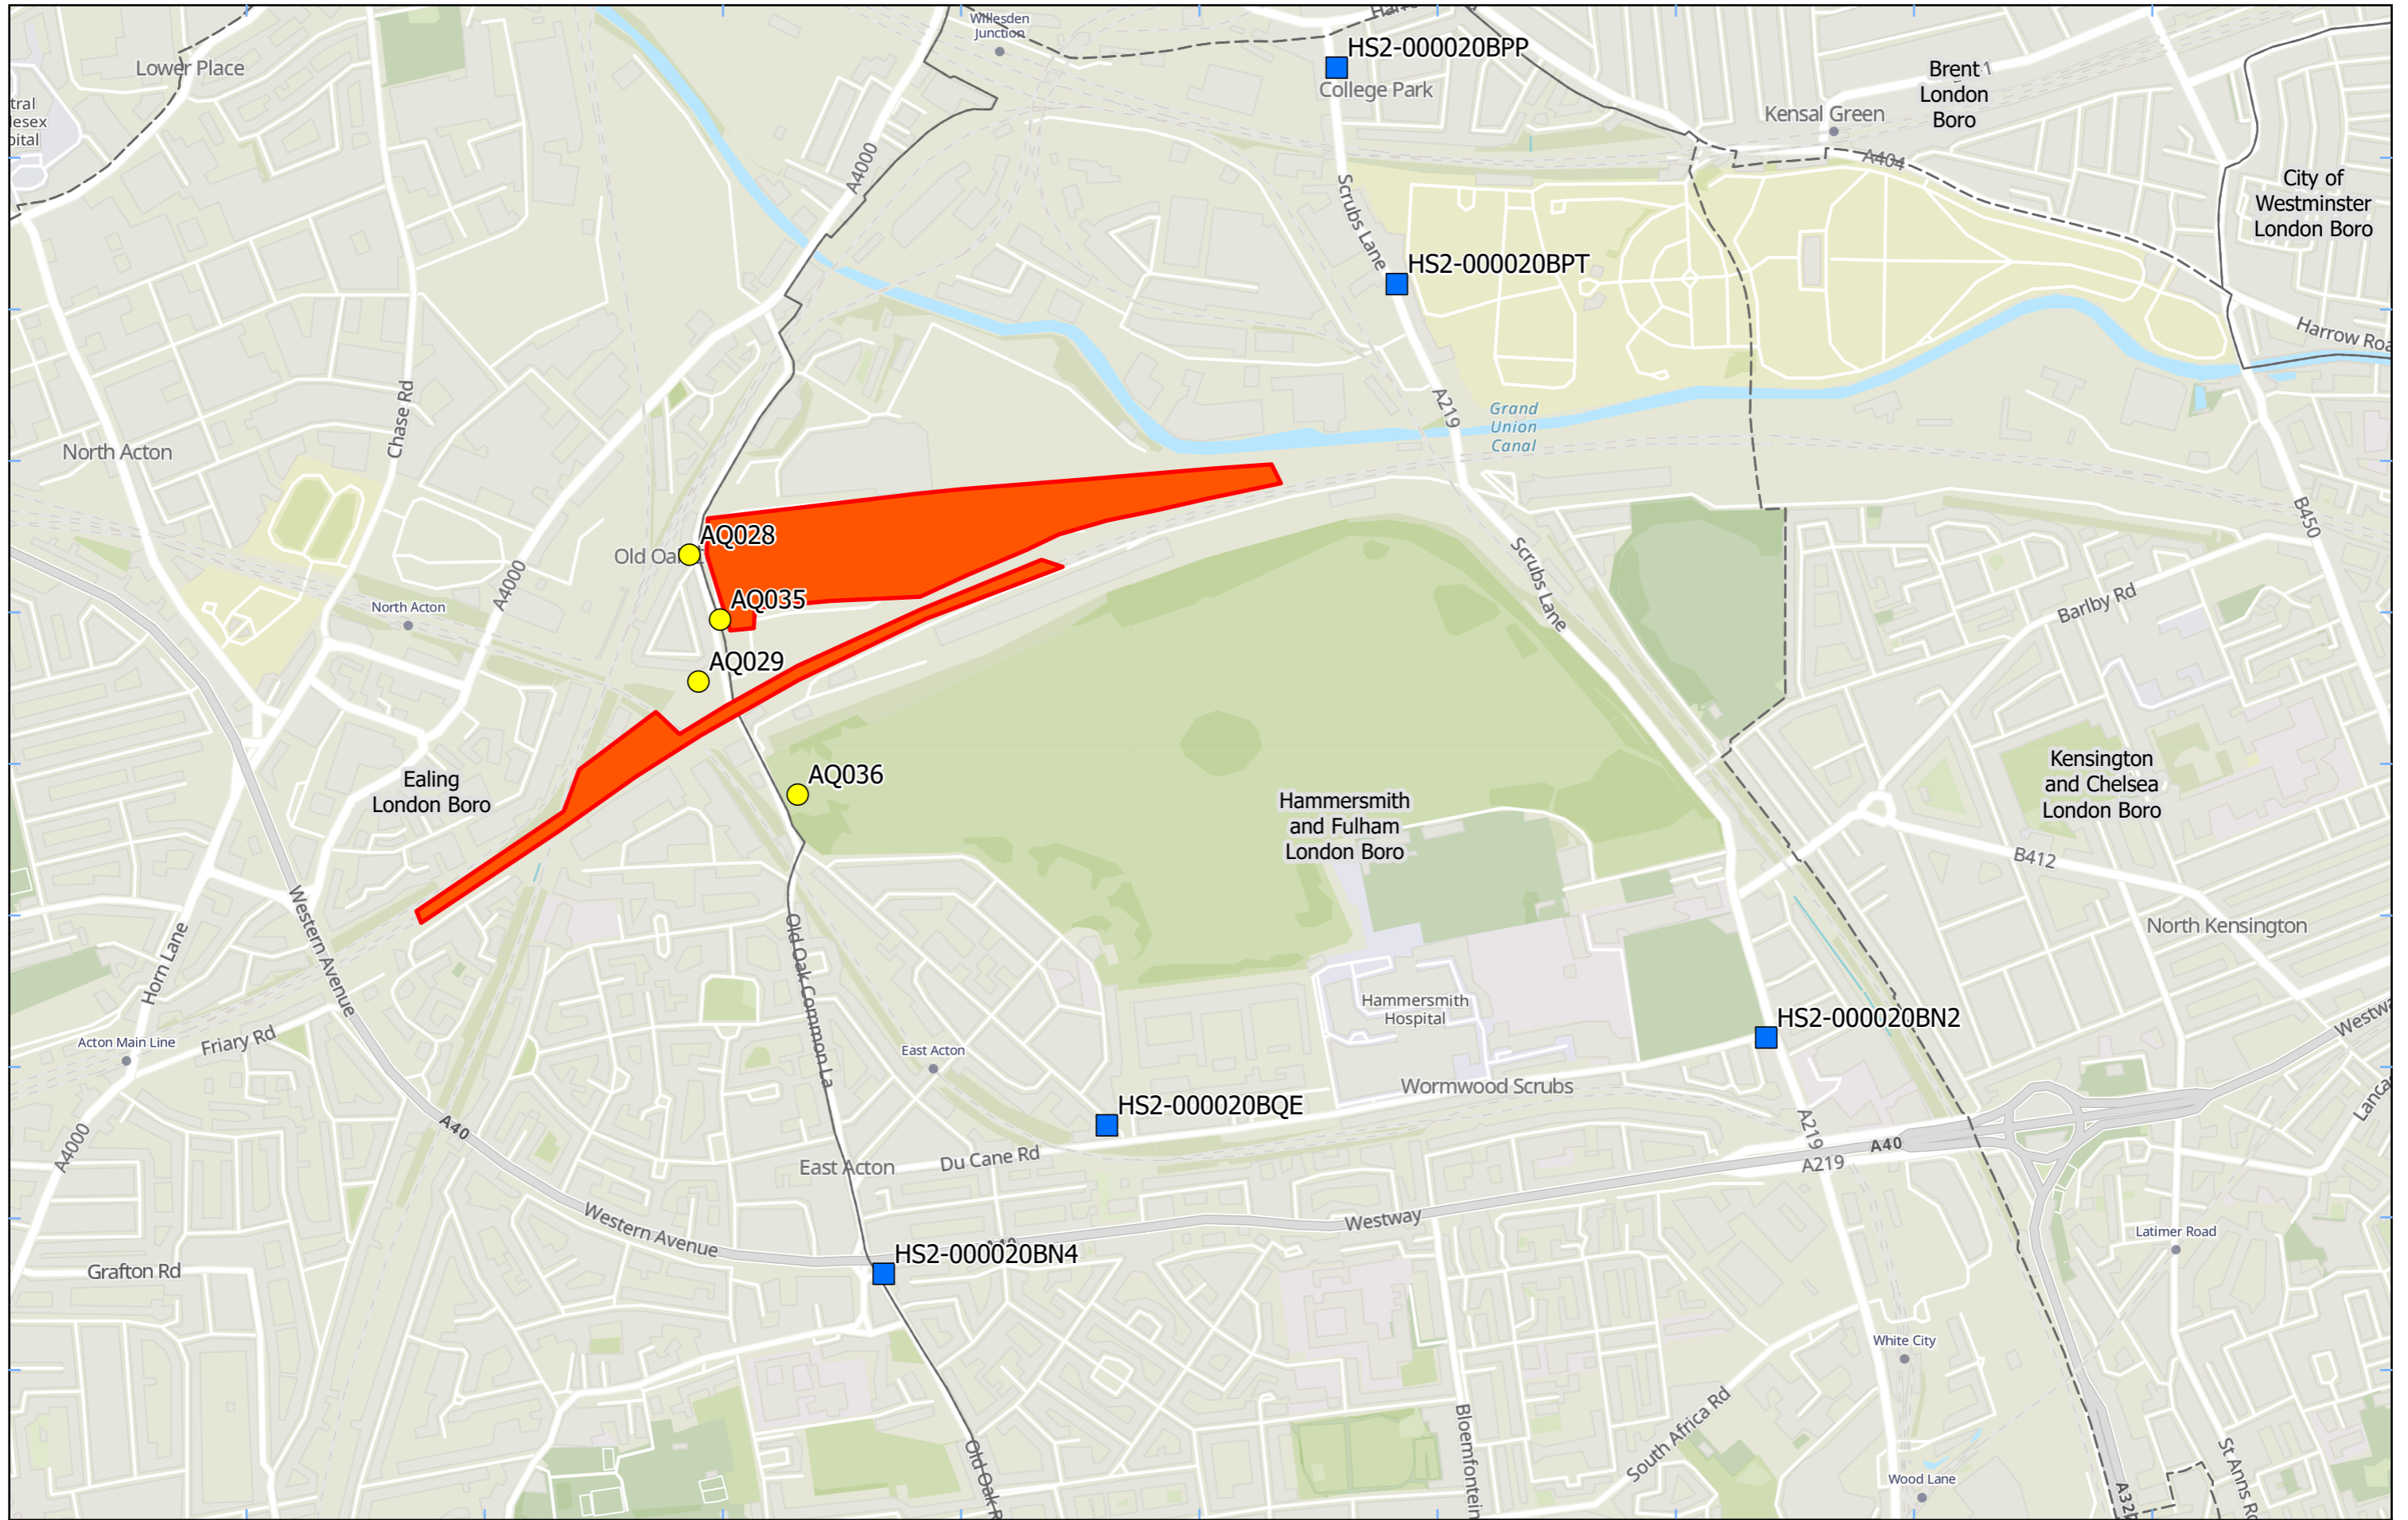 Willesden
Junction
Lower Place
HS2-000020BPP
College Park
Brent
London
Boro
Kensal Green
A404
City of
Westminster
London Boro
A4000
Scrubs Lane
HS2-000020BPT
Harrow Roa
Chase Rd
A219
Grand
Union
Canal
North Acton
B450
AQ028
Old Oa
Scrubs Lane
A4000
AQ035
North Acton
Barlby Rd
AQ029
AQ036
Ealing
London Boro
Hammersmith
and Fulham
London Boro
Kensington
and Chelsea
London Boro
B412
North Kensington
Western Avenue
Horn Lane
Old Oak Common La
Hammersmith
Hospital
HS2-000020BN2
Westwa
Acton Main Line
Friary Rd
East Acton
Wormwood Scrubs
HS2-000020BQE
A40
A4000
A219
A40
A219
Lanca
East Acton
Du Cane Rd
Western Avenue
Westway
Latimer Road
HS2-000020BN4
Grafton Rd
White City
South Africa Rd
Bloemfontein
Old Oak R
Wood Lane
St Anns Ro